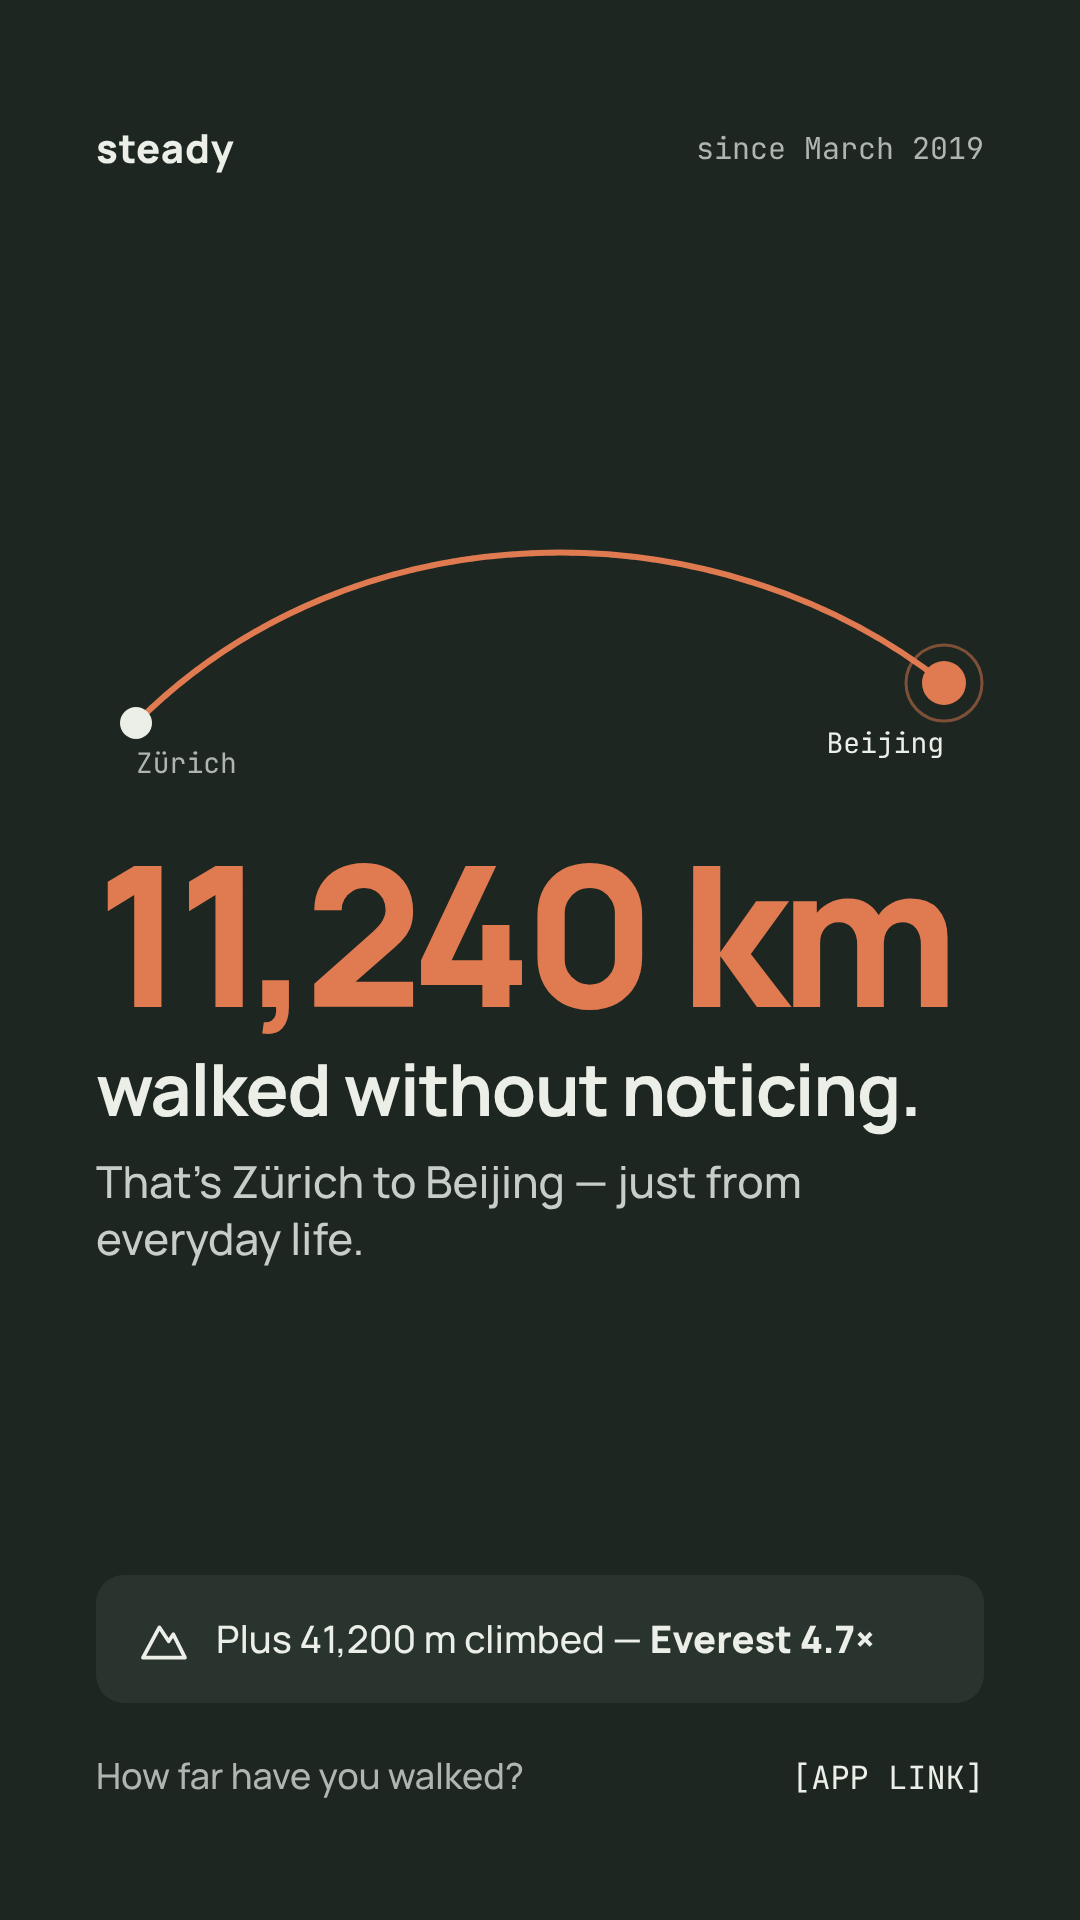 steady
since March 2019
Zürich
Beijing
11,240 km
walked without noticing.
That’s Zürich to Beijing — just from
everyday life.
Plus 41,200 m climbed — Everest 4.7×
How far have you walked?
[APP LINK]